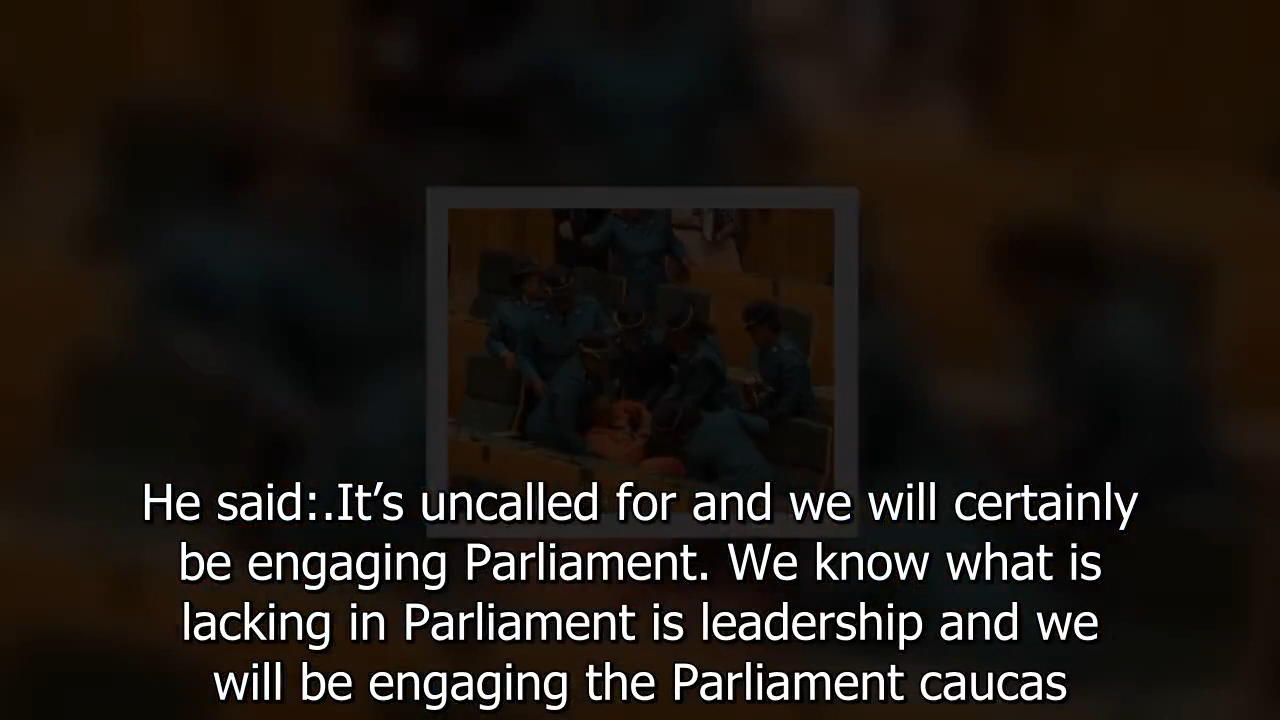 He said:.It’s uncalled for and we will certainly
be engaging Parliament. We know what is
lacking in Parliament is leadership and we
will be engaging the Parliament caucas